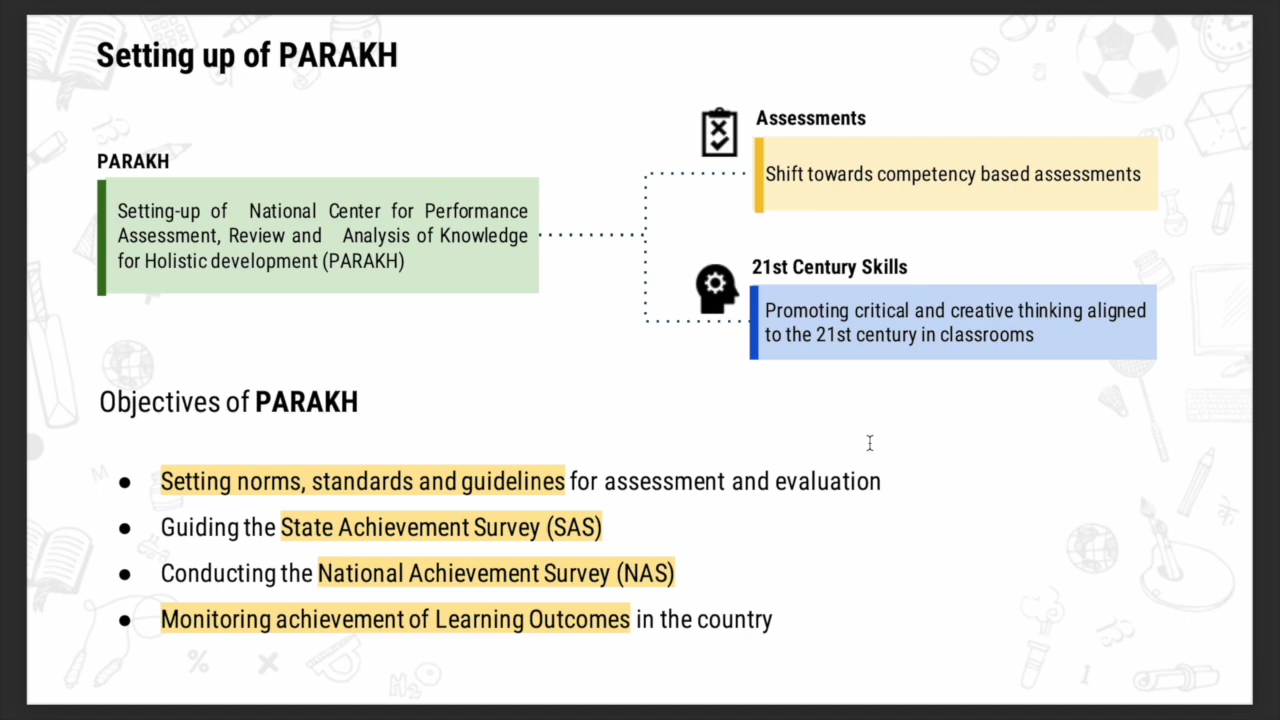 Setting up of PARAKH
PARAKH
Setting-up of National Center for Performance
Assessment, Review and Analysis of Knowledge
for Holistic development (PARAKH)
Assessments
Shift towards competency based assessments
21st Century Skills
Promoting critical and creative thinking aligned
to the 21st century in classrooms
Objectives of PARAKH
● Setting norms, standards and guidelines for assessment and evaluation
● Guiding the State Achievement Survey (SAS)
● Conducting the National Achievement Survey (NAS)
● Monitoring achievement of Learning Outcomes in the country
%
H₂O